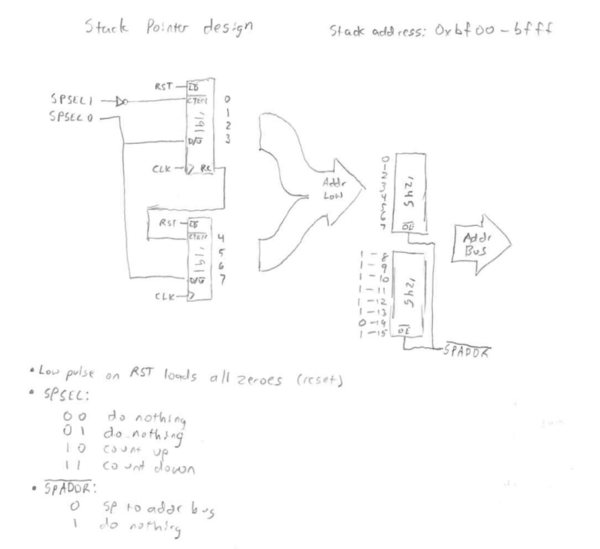 Stack Pointer design
Stack address: 0xbf00-bfff
RST
LD
SPSEL1
CTEN
0
SPSEL0
1
'191
2
D/U
3
CLK
RC
RST
LD
CTEN
4
'191
5
6
D/U
7
CLK
Addr
Low
0
1
2
3
4
5
6
7
'245
OE
Addr
Bus
1-8
1-9
1-10
1-11
1-12
1-13
0-14
1-15
'245
OE
SPADDR
• Low pulse on RST loads all zeroes (reset)
• SPSEL:
00 do nothing
01 do nothing
10 count up
11 count down
• SPADDR:
0 SP to addr bus
1 do nothing